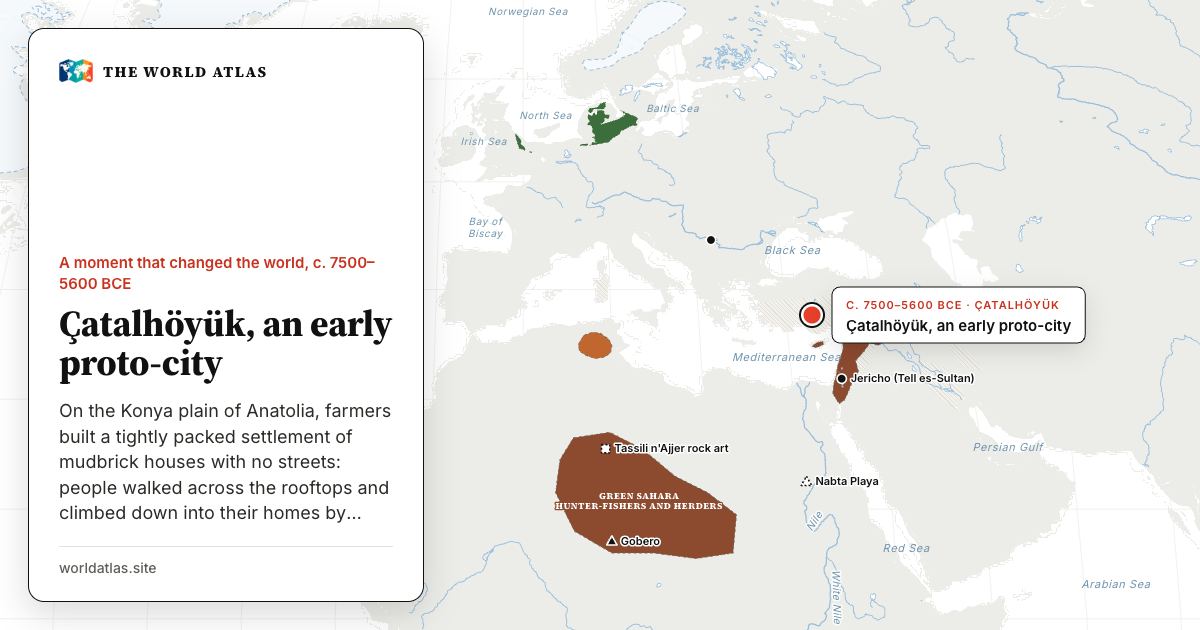 THE WORLD ATLAS
A moment that changed the world, c. 7500–
5600 BCE
Çatalhöyük, an early
proto-city
On the Konya plain of Anatolia, farmers
built a tightly packed settlement of
mudbrick houses with no streets:
people walked across the rooftops and
climbed down into their homes by…
worldatlas.site
Norwegian Sea
North Sea
Baltic Sea
Irish Sea
Bay of
Biscay
Black Sea
C. 7500–5600 BCE · ÇATALHÖYÜK
Çatalhöyük, an early proto-city
Mediterranean Sea
Jericho (Tell es-Sultan)
Tassili n'Ajjer rock art
Persian Gulf
Nabta Playa
GREEN SAHARA
HUNTER-FISHERS AND HERDERS
Nile
Gobero
Red Sea
White Nile
Arabian Sea